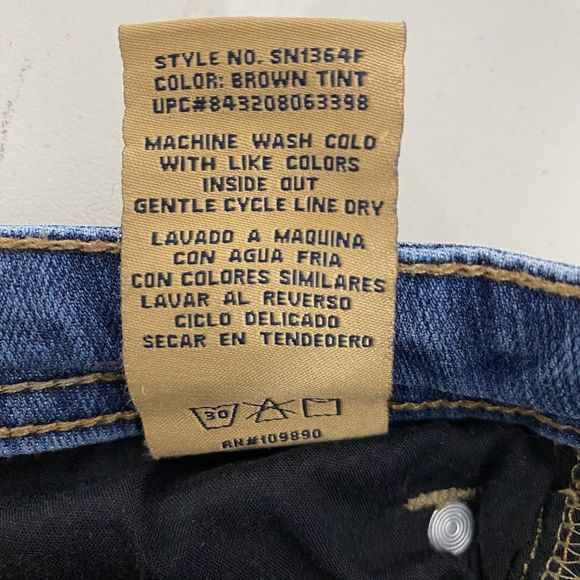 STYLE NO. SN1364F
COLOR: BROWN TINT
UPC#843208063398
MACHINE WASH COLD
WITH LIKE COLORS
INSIDE OUT
GENTLE CYCLE LINE DRY
LAVADO A MAQUINA
CON AGUA FRIA
CON COLORES SIMILARES
LAVAR AL REVERSO
CICLO DELICADO
SECAR EN TENDEDERO
30
RN#109890